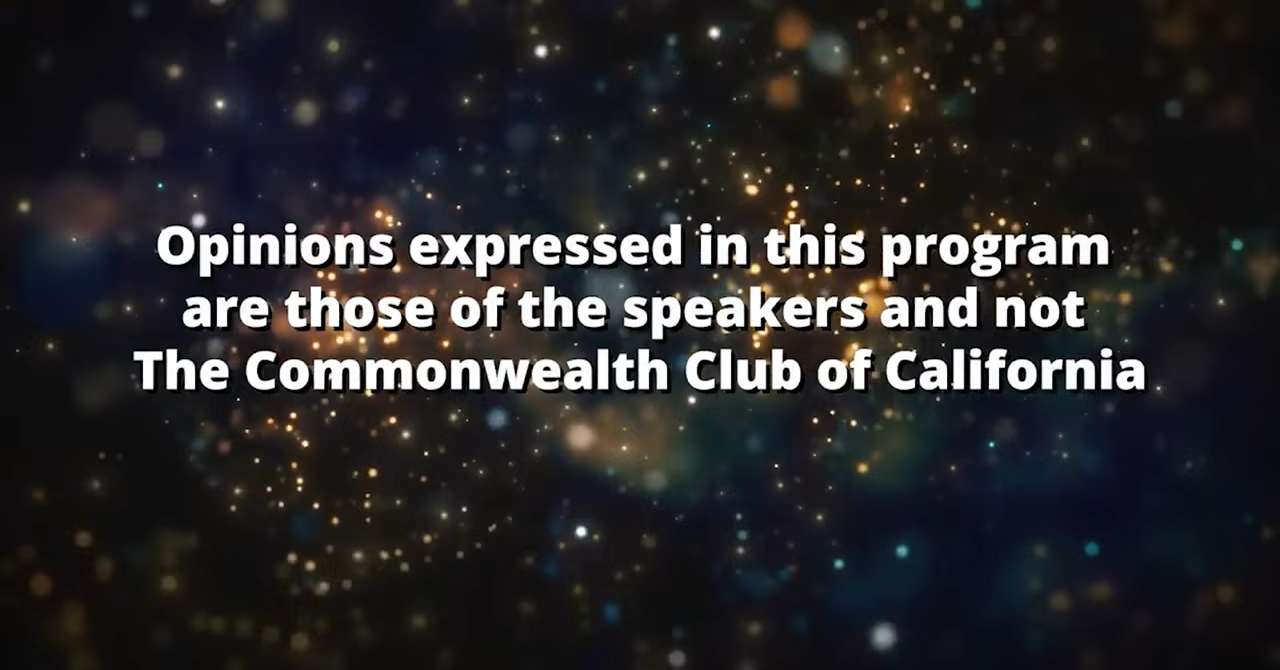 Opinions expressed in this program
are those of the speakers and not
The Commonwealth Club of California